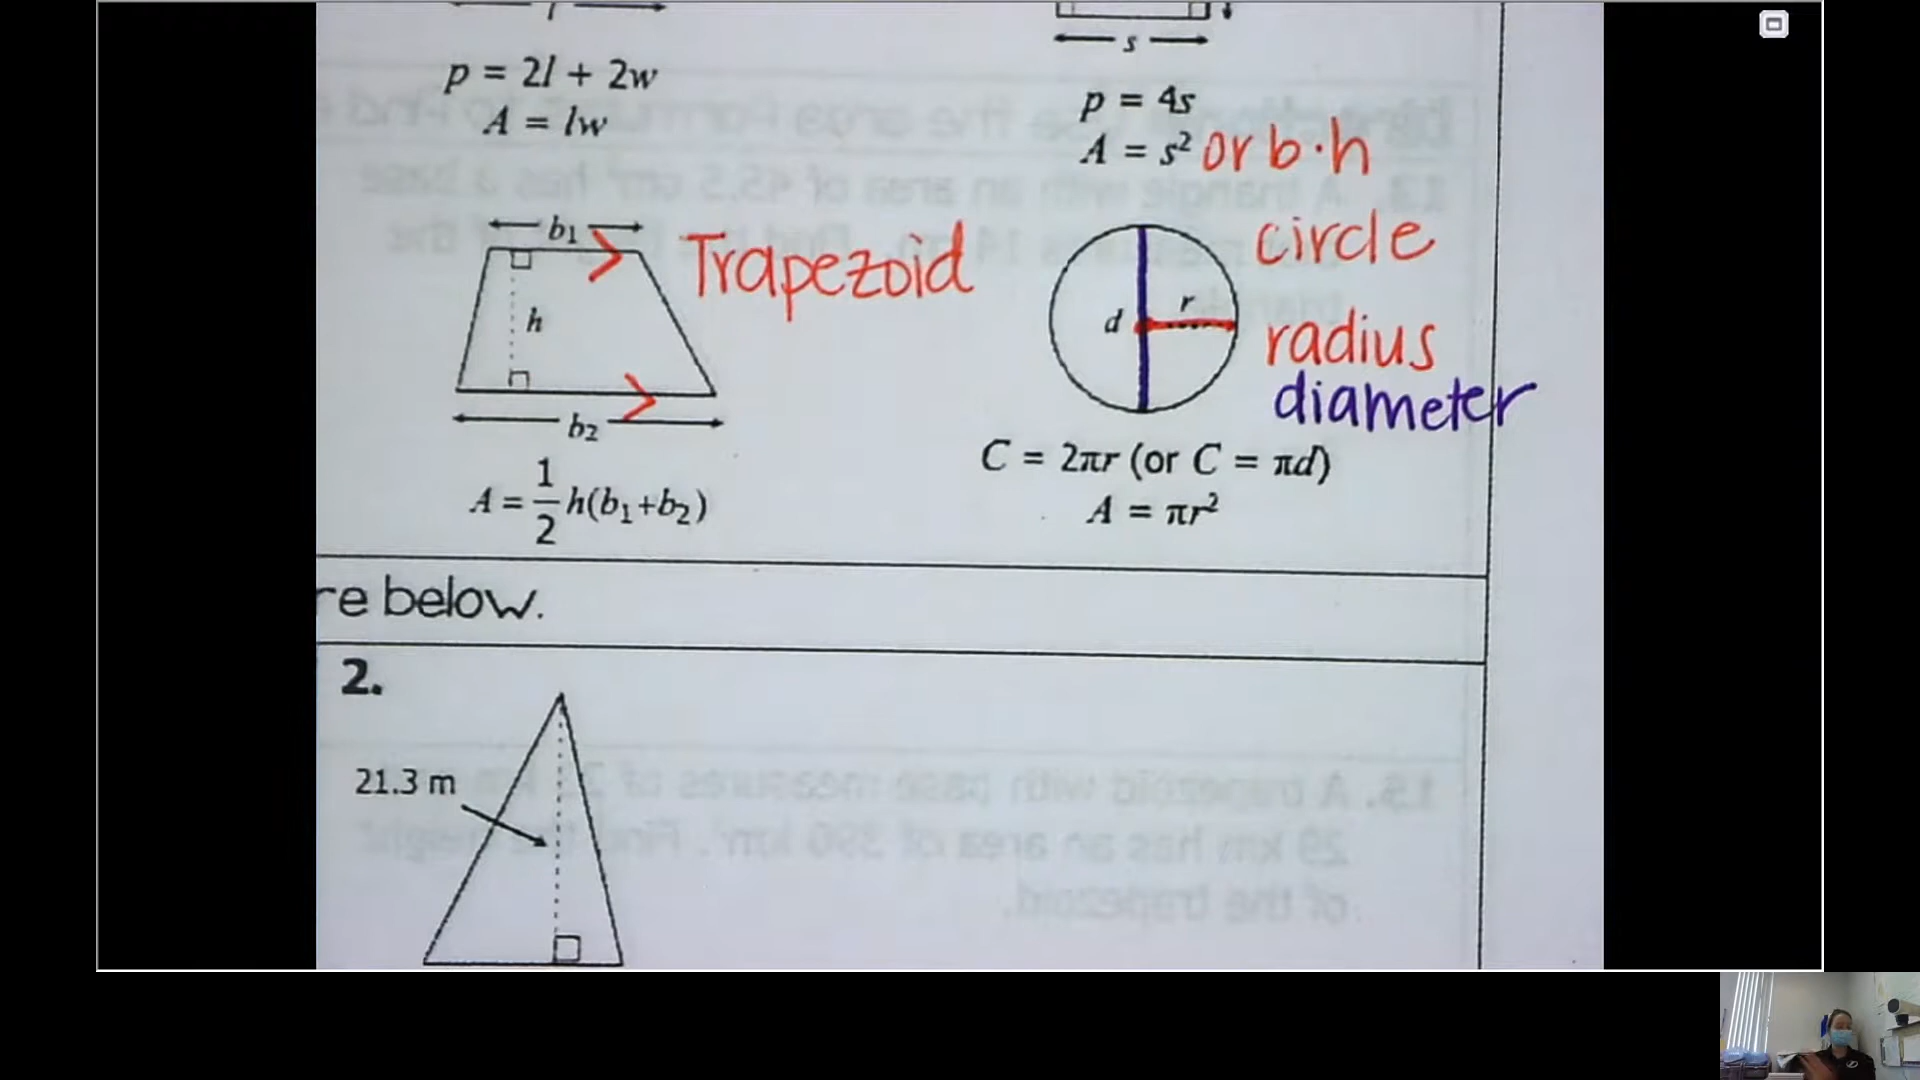 l
p = 2l + 2w
A = lw
s
p = 4s
A = s² or b·h
b₁
h
b₂
Trapezoid
A = 1/2 h(b₁+b₂)
circle
d
r
radius
diameter
C = 2πr (or C = πd)
A = πr²
re below.
2.
21.3 m